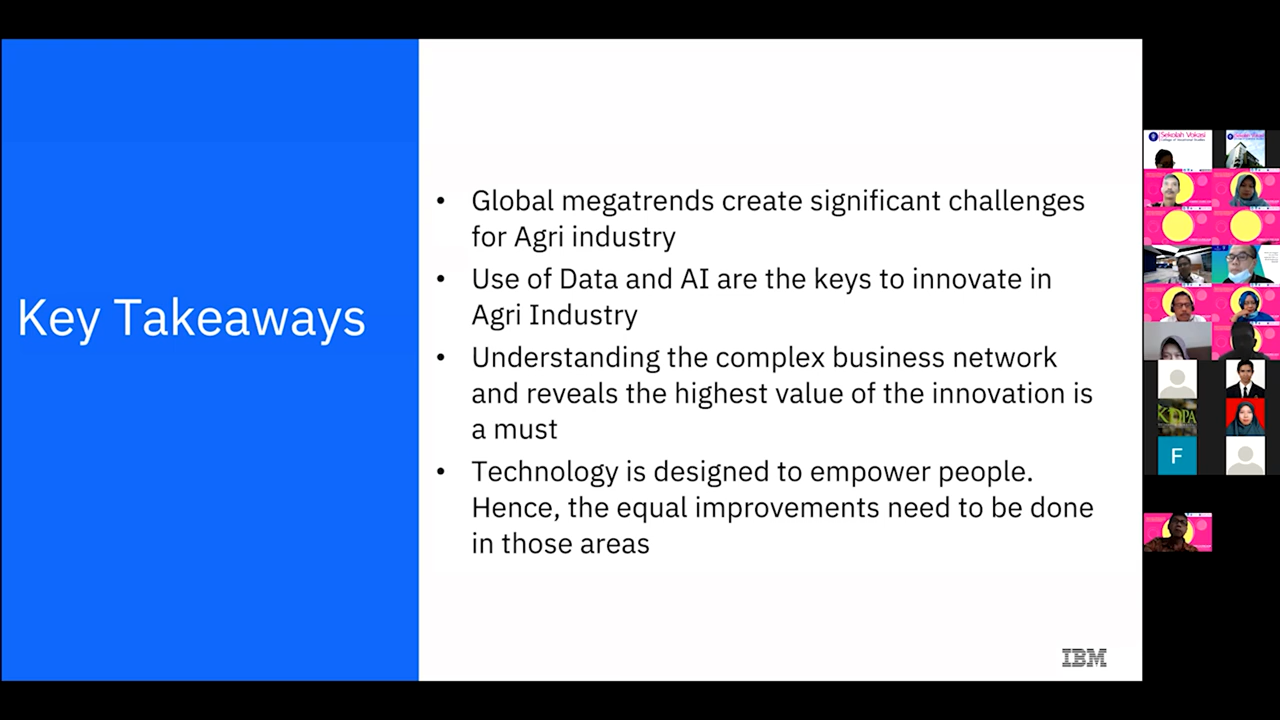 Key Takeaways
• Global megatrends create significant challenges
for Agri industry
• Use of Data and AI are the keys to innovate in
Agri Industry
• Understanding the complex business network
and reveals the highest value of the innovation is
a must
• Technology is designed to empower people.
Hence, the equal improvements need to be done
in those areas
IBM
Sekolah Vokasi
F